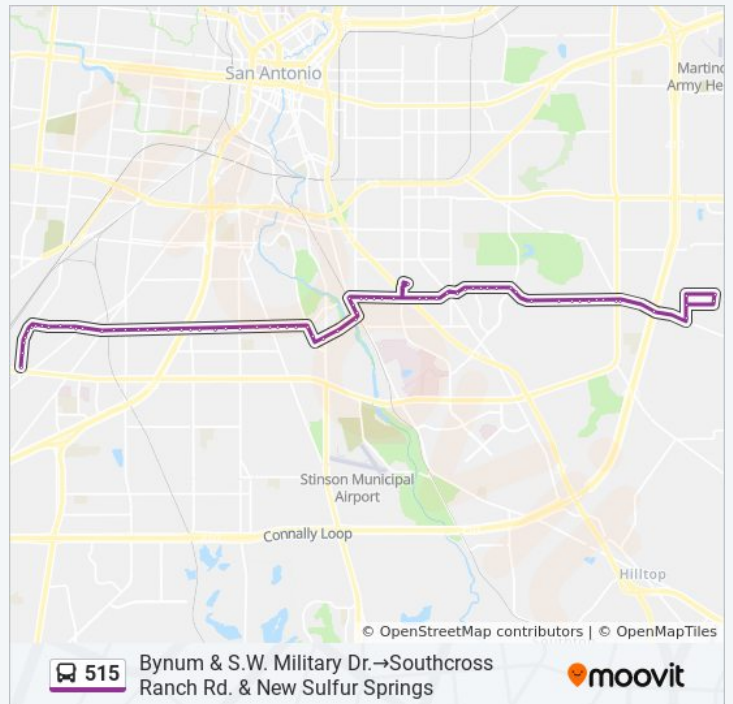 San Antonio
Martind
Army He
Stinson Municipal
Airport
Connally Loop
Hilltop
© OpenStreetMap contributors | © OpenMapTiles
515
Bynum & S.W. Military Dr.→Southcross
Ranch Rd. & New Sulfur Springs
moovit